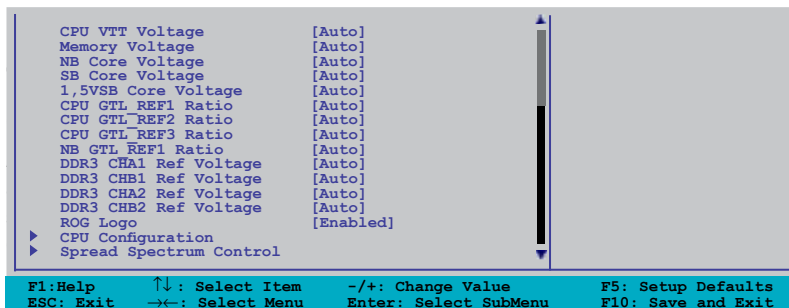 CPU VTT Voltage [Auto]
Memory Voltage [Auto]
NB Core Voltage [Auto]
SB Core Voltage [Auto]
1,5VSB Core Voltage [Auto]
CPU GTL_REF1 Ratio [Auto]
CPU GTL_REF2 Ratio [Auto]
CPU GTL_REF3 Ratio [Auto]
NB GTL_REF1 Ratio [Auto]
DDR3 CHA1 Ref Voltage [Auto]
DDR3 CHB1 Ref Voltage [Auto]
DDR3 CHA2 Ref Voltage [Auto]
DDR3 CHB2 Ref Voltage [Auto]
ROG Logo [Enabled]
CPU Configuration
Spread Spectrum Control
F1:Help ↑↓ : Select Item -/+: Change Value F5: Setup Defaults
ESC: Exit →←: Select Menu Enter: Select SubMenu F10: Save and Exit